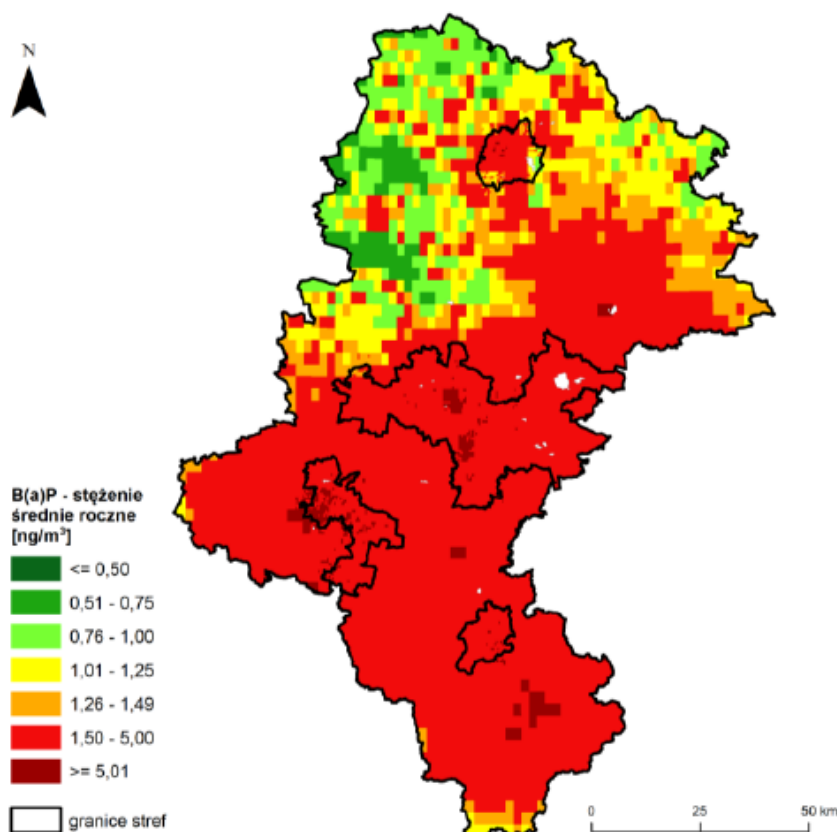 N
B(a)P - stężenie
średnie roczne
[ng/m³]
<= 0,50
0,51 - 0,75
0,76 - 1,00
1,01 - 1,25
1,26 - 1,49
1,50 - 5,00
>= 5,01
granice stref
0 25 50 km